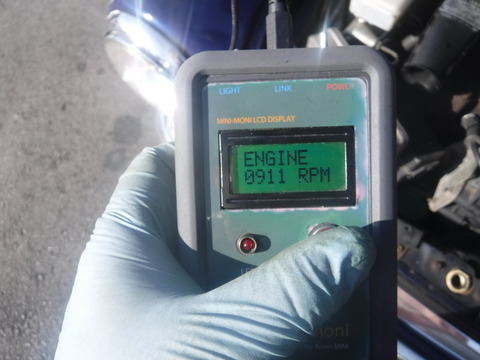 LIGHT LINK POWER
MINI-MONI LCD DISPLAY
ENGINE
0911 RPM
moni